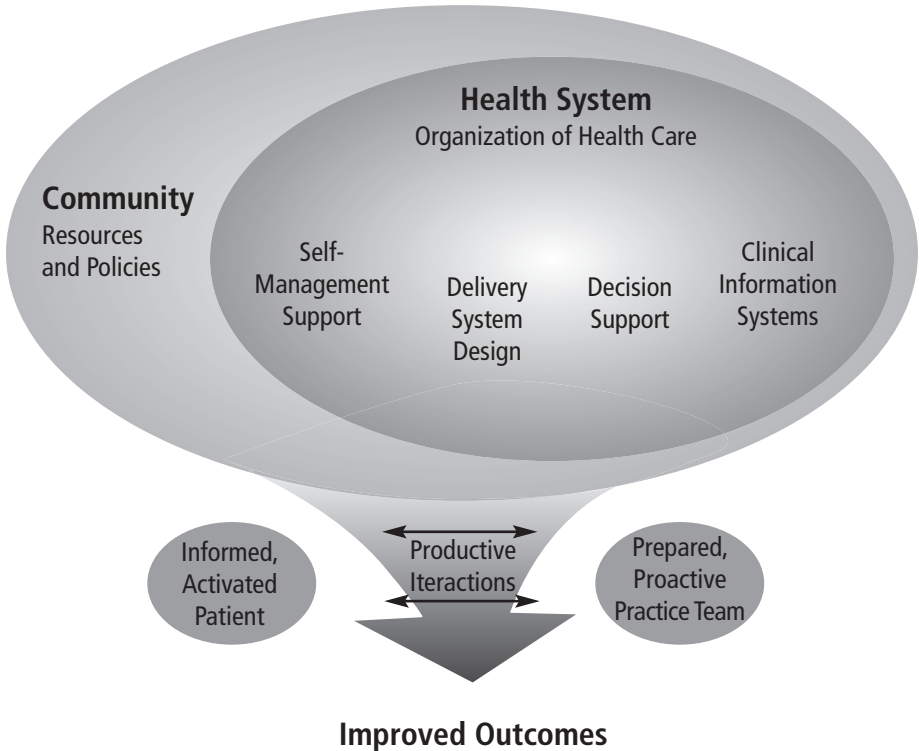 Health System
Organization of Health Care
Community
Resources
and Policies
Self-
Management
Support
Delivery
System
Design
Decision
Support
Clinical
Information
Systems
Informed,
Activated
Patient
Productive
Iteractions
Prepared,
Proactive
Practice Team
Improved Outcomes